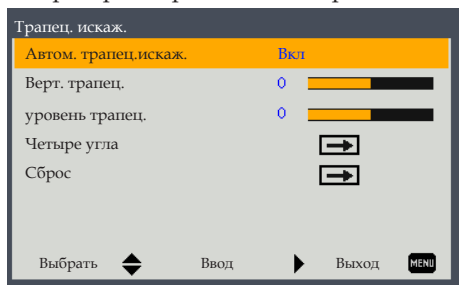 Трапец. искаж.
Автом. трапец.искаж. Вкл
Верт. трапец. 0
уровень трапец. 0
Четыре угла
Сброс
Выбрать Ввод Выход MENU